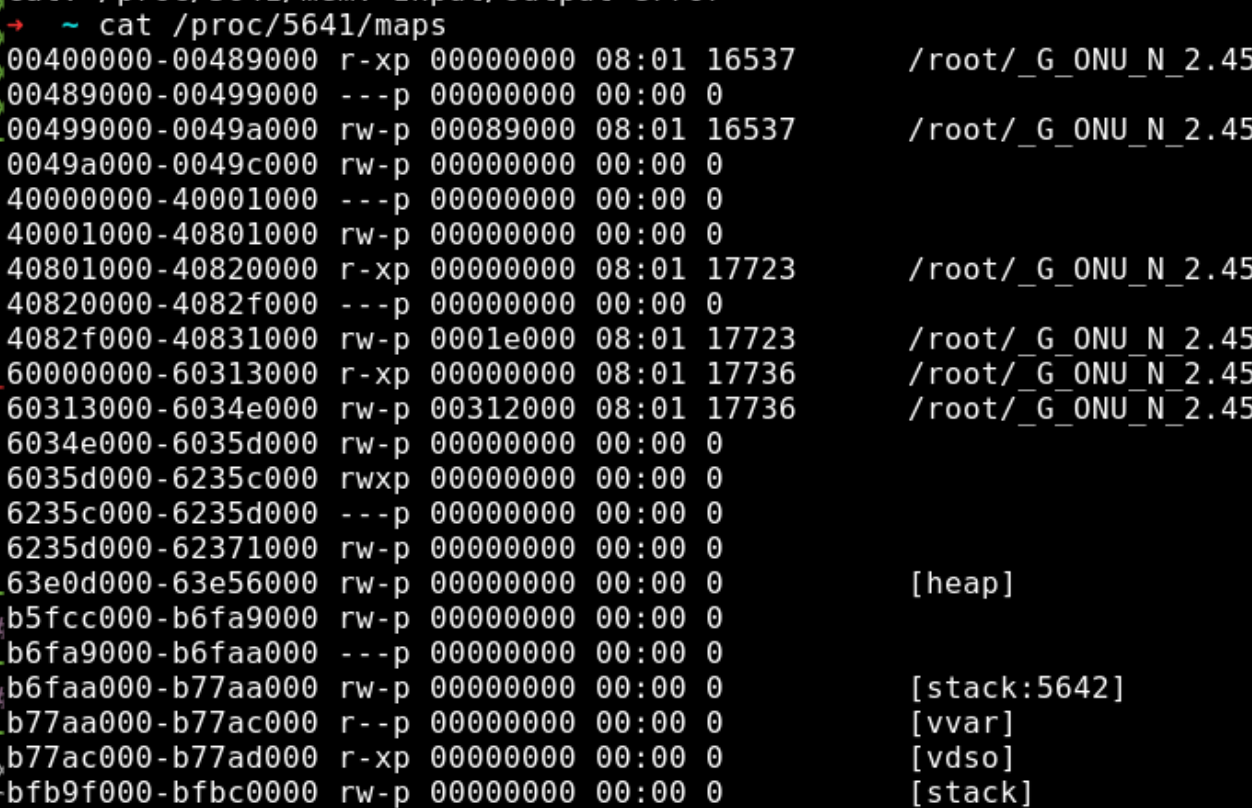 ➜  ~ cat /proc/5641/maps
00400000-00489000 r-xp 00000000 08:01 16537      /root/_G_ONU_N_2.45
00489000-00499000 ---p 00000000 00:00 0
00499000-0049a000 rw-p 00089000 08:01 16537      /root/_G_ONU_N_2.45
0049a000-0049c000 rw-p 00000000 00:00 0
40000000-40001000 ---p 00000000 00:00 0
40001000-40801000 rw-p 00000000 00:00 0
40801000-40820000 r-xp 00000000 08:01 17723      /root/_G_ONU_N_2.45
40820000-4082f000 ---p 00000000 00:00 0
4082f000-40831000 rw-p 0001e000 08:01 17723      /root/_G_ONU_N_2.45
60000000-60313000 r-xp 00000000 08:01 17736      /root/_G_ONU_N_2.45
60313000-6034e000 rw-p 00312000 08:01 17736      /root/_G_ONU_N_2.45
6034e000-6035d000 rw-p 00000000 00:00 0
6035d000-6235c000 rwxp 00000000 00:00 0
6235c000-6235d000 ---p 00000000 00:00 0
6235d000-62371000 rw-p 00000000 00:00 0
63e0d000-63e56000 rw-p 00000000 00:00 0          [heap]
b5fcc000-b6fa9000 rw-p 00000000 00:00 0
b6fa9000-b6faa000 ---p 00000000 00:00 0
b6faa000-b77aa000 rw-p 00000000 00:00 0          [stack:5642]
b77aa000-b77ac000 r--p 00000000 00:00 0          [vvar]
b77ac000-b77ad000 r-xp 00000000 00:00 0          [vdso]
bfb9f000-bfbc0000 rw-p 00000000 00:00 0          [stack]